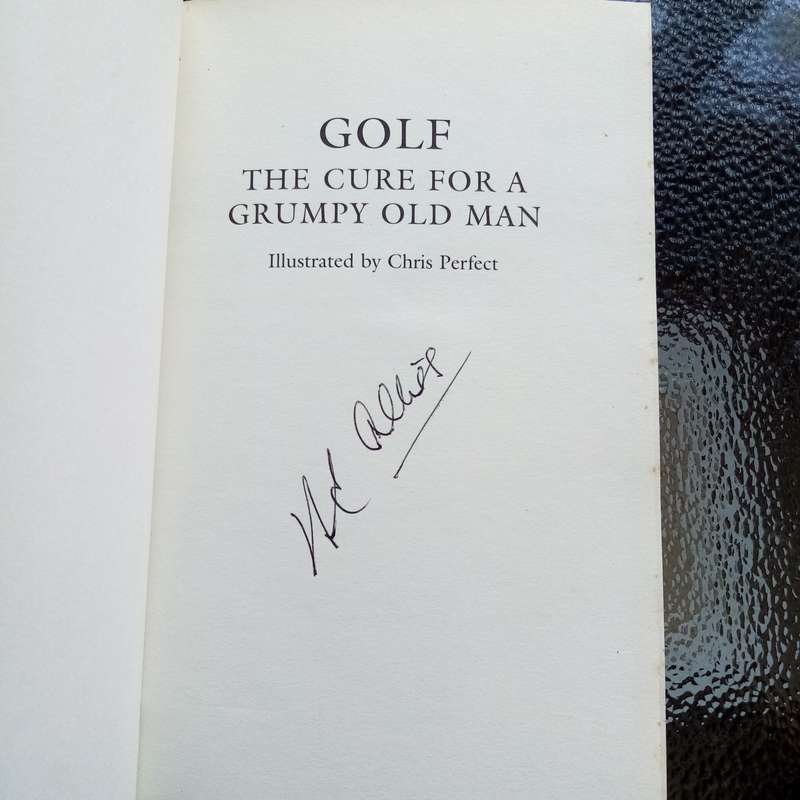 GOLF
THE CURE FOR A
GRUMPY OLD MAN
Illustrated by Chris Perfect